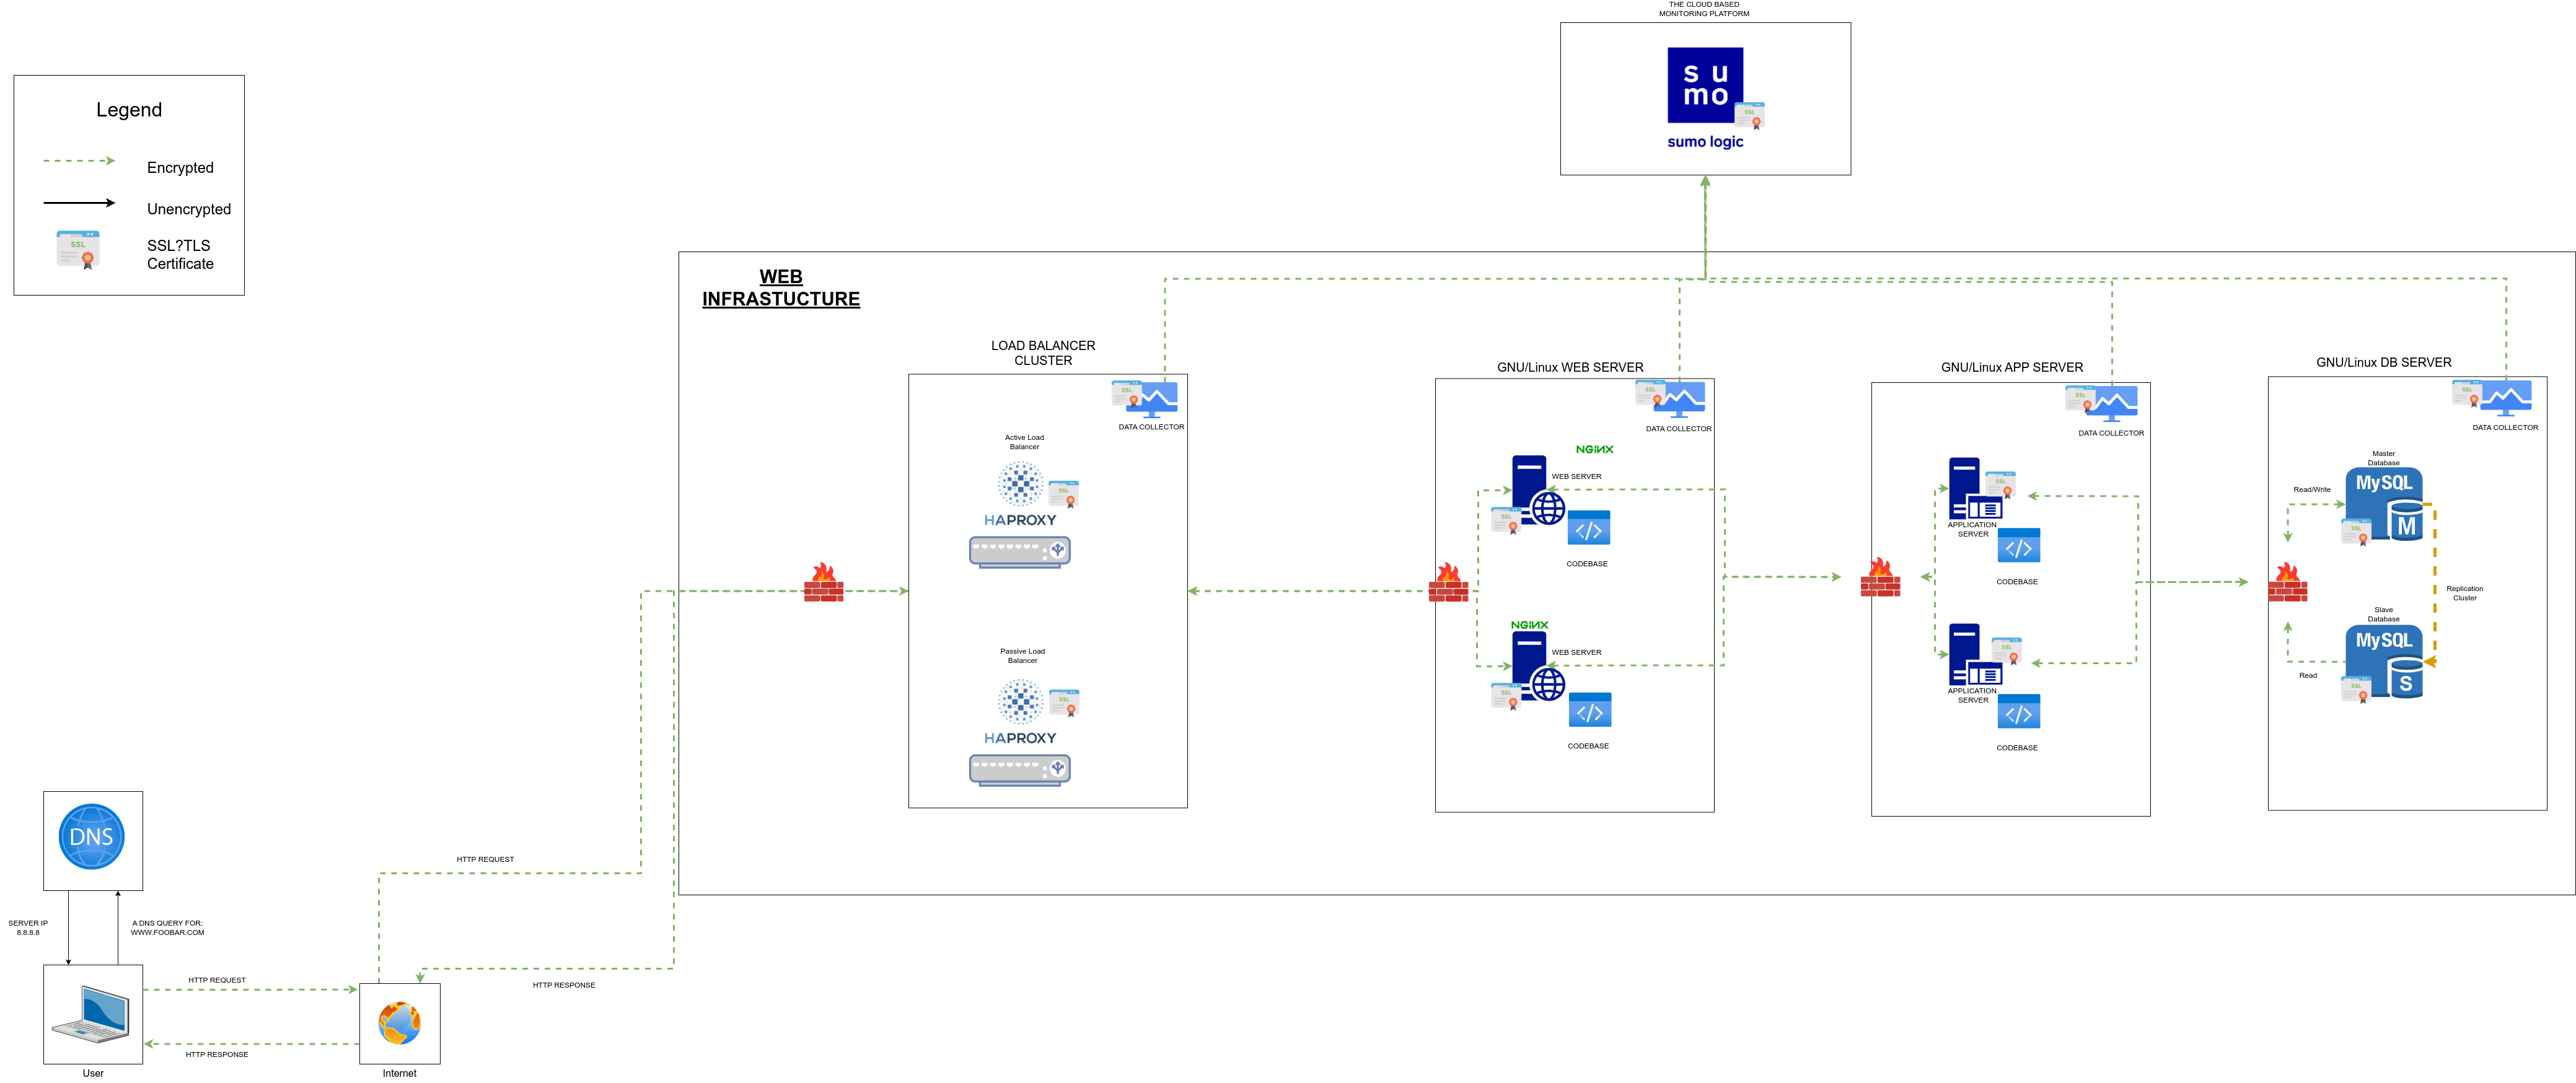 THE CLOUD BASED
MONITORING PLATFORM
su
mo
SSL
sumo logic
Legend
Encrypted
Unencrypted
SSL
SSL?TLS
Certificate
WEB
INFRASTUCTURE
LOAD BALANCER
CLUSTER
SSL
DATA COLLECTOR
Active Load
Balancer
SSL
HAPROXY
Passive Load
Balancer
SSL
HAPROXY
GNU/Linux WEB SERVER
SSL
DATA COLLECTOR
NGINX
WEB SERVER
SSL
CODEBASE
NGINX
WEB SERVER
SSL
CODEBASE
GNU/Linux APP SERVER
SSL
DATA COLLECTOR
SSL
APPLICATION
SERVER
CODEBASE
SSL
APPLICATION
SERVER
CODEBASE
GNU/Linux DB SERVER
SSL
DATA COLLECTOR
Master
Database
MySQL
Read/Write
M
SSL
Replication
Cluster
Slave
Database
MySQL
Read
S
SSL
DNS
SERVER IP
8.8.8.8
A DNS QUERY FOR:
WWW.FOOBAR.COM
HTTP REQUEST
HTTP REQUEST
HTTP RESPONSE
HTTP RESPONSE
User
Internet